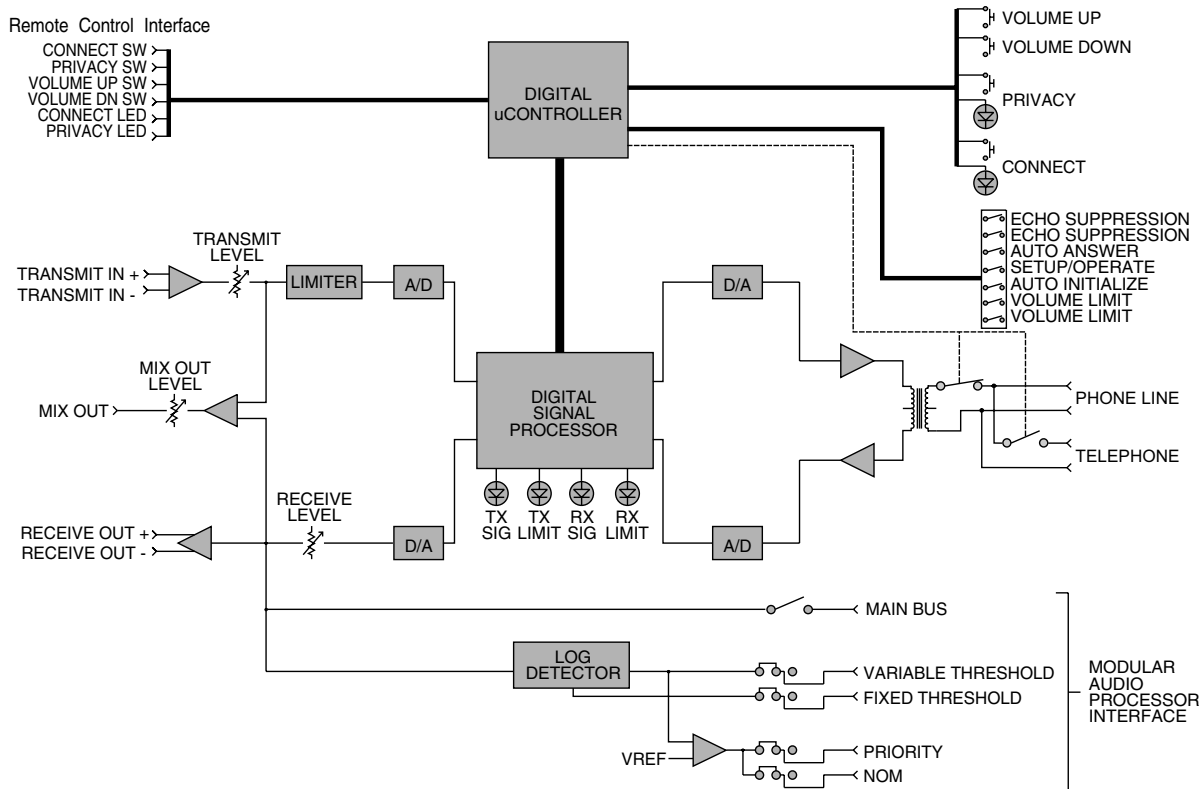 Remote Control Interface
CONNECT SW
PRIVACY SW
VOLUME UP SW
VOLUME DN SW
CONNECT LED
PRIVACY LED
DIGITAL
uCONTROLLER
VOLUME UP
VOLUME DOWN
PRIVACY
CONNECT
ECHO SUPPRESSION
ECHO SUPPRESSION
AUTO ANSWER
SETUP/OPERATE
AUTO INITIALIZE
VOLUME LIMIT
VOLUME LIMIT
TRANSMIT
LEVEL
TRANSMIT IN +
TRANSMIT IN -
LIMITER
A/D
D/A
MIX OUT
LEVEL
MIX OUT
DIGITAL
SIGNAL
PROCESSOR
PHONE LINE
TELEPHONE
TX
SIG
TX
LIMIT
RX
SIG
RX
LIMIT
RECEIVE
LEVEL
RECEIVE OUT +
RECEIVE OUT -
D/A
A/D
MAIN BUS
LOG
DETECTOR
VARIABLE THRESHOLD
FIXED THRESHOLD
VREF
PRIORITY
NOM
MODULAR
AUDIO
PROCESSOR
INTERFACE